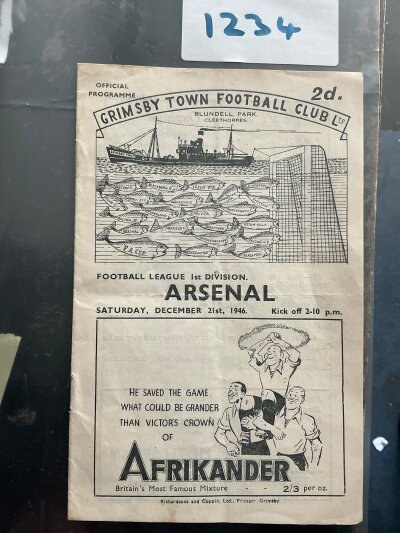 1234
OFFICIAL
PROGRAMME
2d.
GRIMSBY TOWN FOOTBALL CLUB LTD
BLUNDELL PARK
CLEETHORPES.
FOOTBALL LEAGUE 1st DIVISION.
ARSENAL
SATURDAY, DECEMBER 21st, 1946. Kick off 2-10 p.m.
HE SAVED THE GAME,
WHAT COULD BE GRANDER
THAN VICTOR'S CROWN
OF
AFRIKANDER
Britain's Most Famous Mixture - - 2/3 per oz.
Richardsons and Coppin, Ltd., Printers, Grimsby.